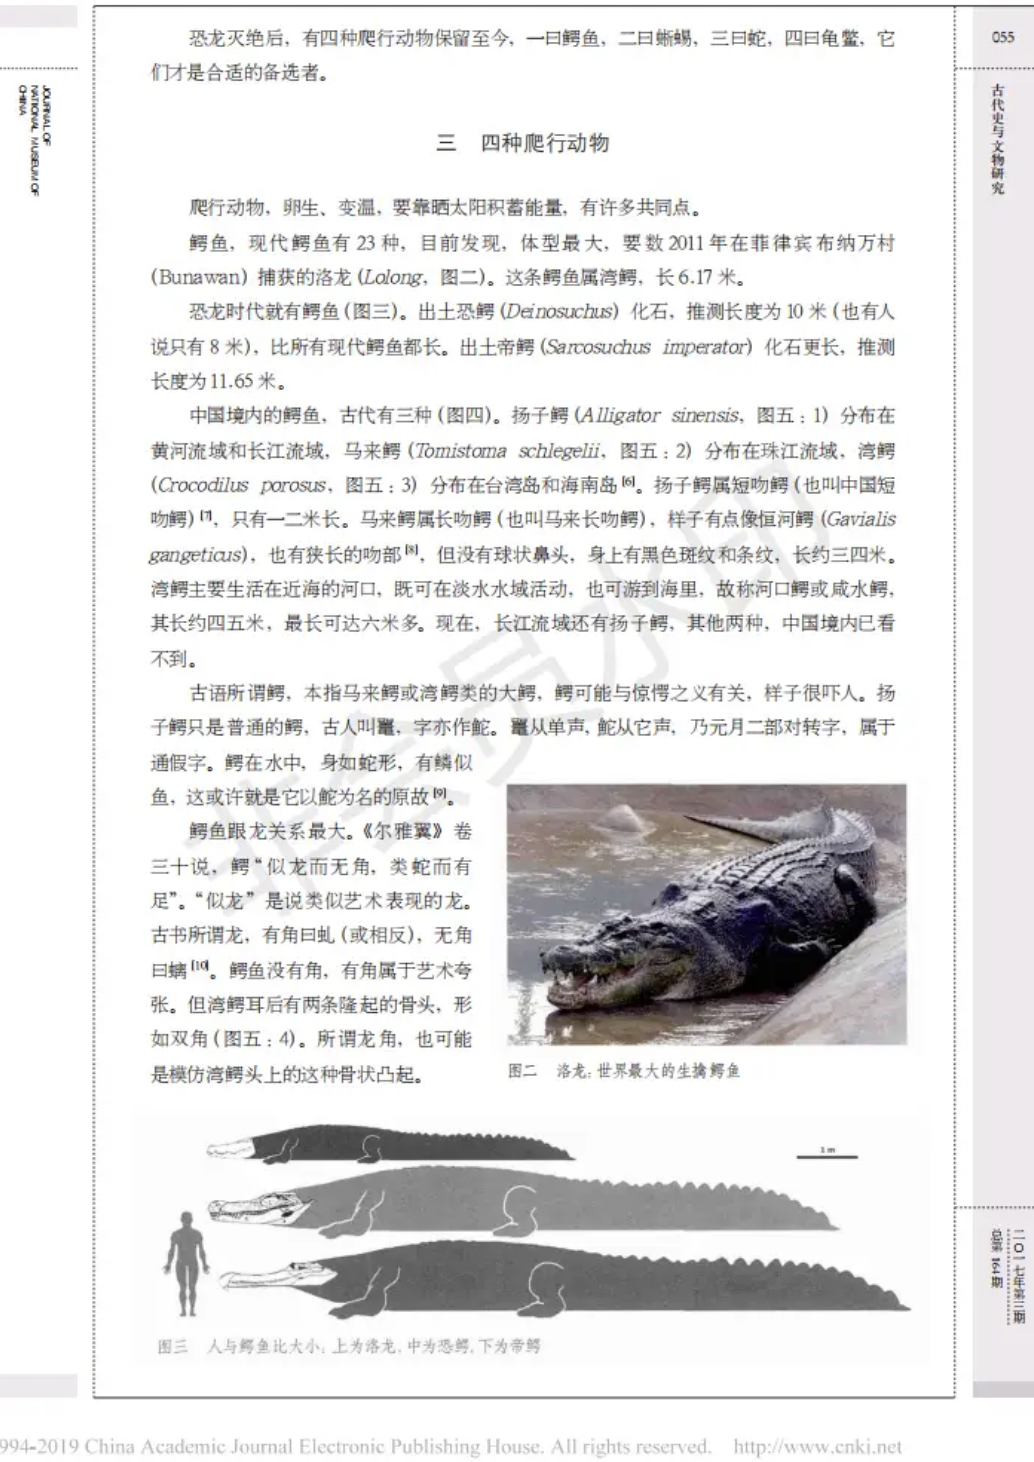 恐龙灭绝后，有四种爬行动物保留至今，一曰鳄鱼，二曰蜥蜴，三曰蛇，四曰龟鳖，它
们才是合适的备选者。
055
古代史与文物研究
JOURNAL OF
NATIONAL MUSEUM OF
CHINA
三 四种爬行动物
爬行动物，卵生、变温，要靠晒太阳积蓄能量，有许多共同点。
鳄鱼，现代鳄鱼有 23 种，目前发现，体型最大，要数 2011 年在菲律宾布纳万村
(Bunawan) 捕获的洛龙 (Lolong，图二)。这条鳄鱼属湾鳄，长 6.17 米。
恐龙时代就有鳄鱼 (图三)。出土恐鳄 (Deinosuchus) 化石，推测长度为 10 米 (也有人
说只有 8 米)，比所有现代鳄鱼都长。出土帝鳄 (Sarcosuchus imperator) 化石更长，推测
长度为 11.65 米。
中国境内的鳄鱼，古代有三种 (图四)。扬子鳄 (Alligator sinensis，图五：1) 分布在
黄河流域和长江流域，马来鳄 (Tomistoma schlegelii，图五：2) 分布在珠江流域，湾鳄
(Crocodilus porosus，图五：3) 分布在台湾岛和海南岛 [6]。扬子鳄属短吻鳄 (也叫中国短
吻鳄) [7]，只有一二米长。马来鳄属长吻鳄 (也叫马来长吻鳄)，样子有点像恒河鳄 (Gavialis
gangeticus)，也有狭长的吻部 [8]，但没有球状鼻头，身上有黑色斑纹和条纹，长约三四米。
湾鳄主要生活在近海的河口，既可在淡水水域活动，也可游到海里，故称河口鳄或咸水鳄，
其长约四五米，最长可达六米多。现在，长江流域还有扬子鳄，其他两种，中国境内已看
不到。
古语所谓鳄，本指马来鳄或湾鳄类的大鳄，鳄可能与惊愕之义有关，样子很吓人。扬
子鳄只是普通的鳄，古人叫鼍，字亦作鮀。鼍从单声，鮀从它声，乃元月二部对转字，属于
通假字。鳄在水中，身如蛇形，有鳞似
鱼，这或许就是它以鮀为名的原故 [9]。
鳄鱼跟龙关系最大。《尔雅翼》卷
三十说，鳄“似龙而无角，类蛇而有
足”。“似龙”是说类似艺术表现的龙。
古书所谓龙，有角曰虬 (或相反)，无角
曰螭 [10]。鳄鱼没有角，有角属于艺术夸
张。但湾鳄耳后有两条隆起的骨头，形
如双角 (图五：4)。所谓龙角，也可能
是模仿湾鳄头上的这种骨状凸起。
图二 洛龙：世界最大的生擒鳄鱼
1 m
图三 人与鳄鱼比大小：上为洛龙，中为恐鳄，下为帝鳄
二〇一七年第三期
总第 164 期
非会员水印
994-2019 China Academic Journal Electronic Publishing House. All rights reserved. http://www.cnki.net